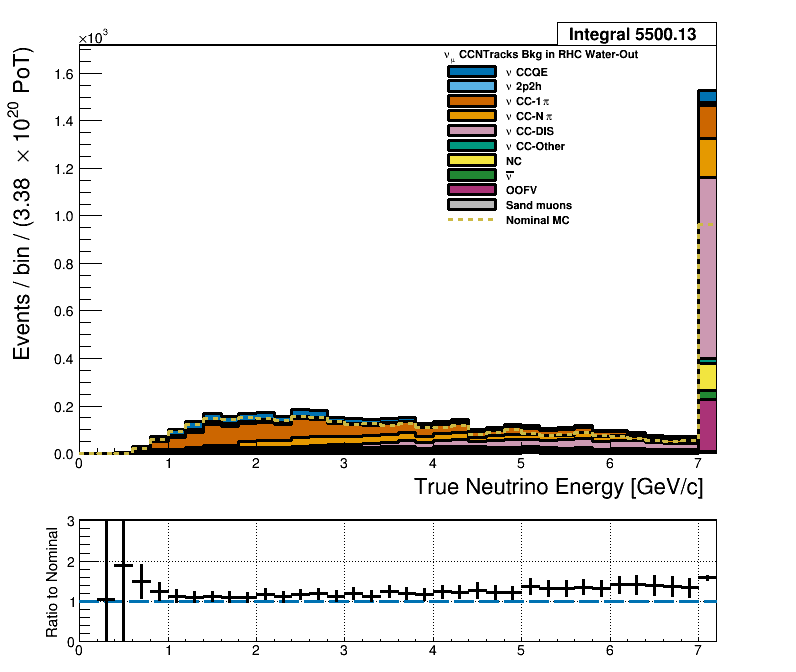 Integral 5500.13
×10³
ν_μ CCNTracks Bkg in RHC Water-Out
ν CCQE
ν 2p2h
ν CC-1 π
ν CC-N π
ν CC-DIS
ν CC-Other
NC
ν̅
OOFV
Sand muons
Nominal MC
Events / bin / (3.38 × 10²⁰ PoT)
1.6
1.4
1.2
1.0
0.8
0.6
0.4
0.2
0.0
0 1 2 3 4 5 6 7
True Neutrino Energy [GeV/c]
Ratio to Nominal
3
2
1
0
0 1 2 3 4 5 6 7